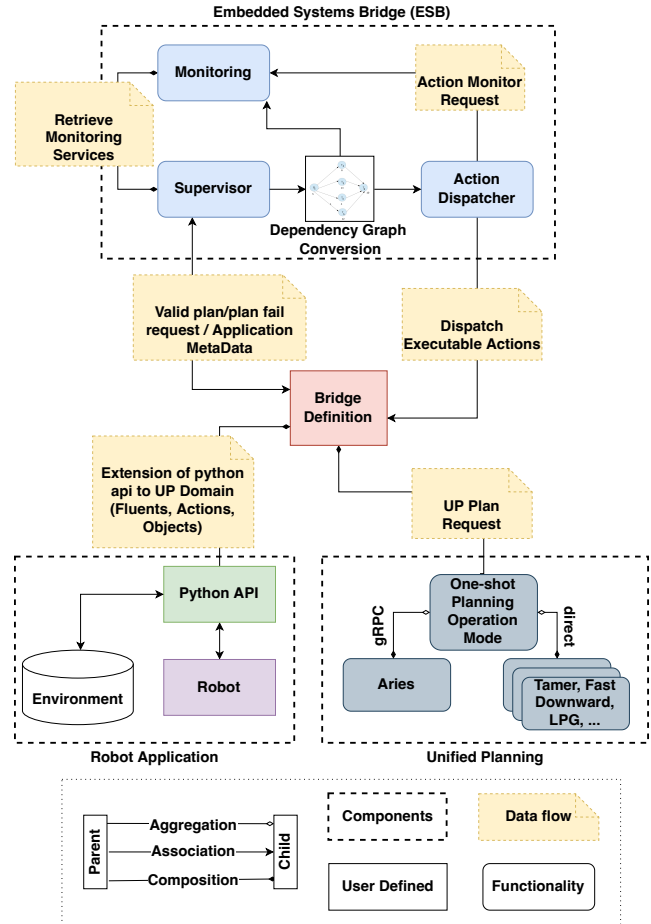 Embedded Systems Bridge (ESB)
Monitoring
Action Monitor
Request
Retrieve
Monitoring
Services
Supervisor
Action
Dispatcher
Dependency Graph
Conversion
Valid plan/plan fail
request / Application
MetaData
Dispatch
Executable Actions
Bridge
Definition
Extension of python
api to UP Domain
(Fluents, Actions,
Objects)
UP Plan
Request
Python API
One-shot
Planning
Operation
Mode
gRPC
direct
Environment
Robot
Aries
Tamer, Fast
Downward,
LPG, ...
Robot Application
Unified Planning
Parent
Aggregation
Association
Composition
Child
Components
Data flow
User Defined
Functionality